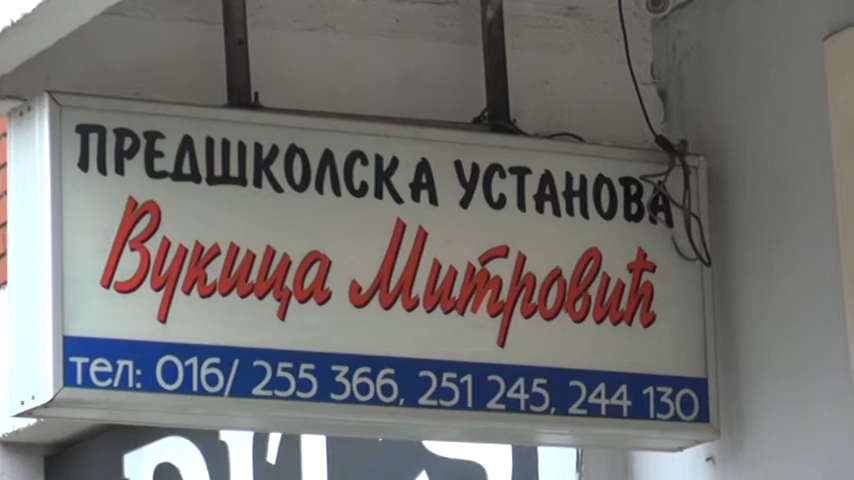 ПРЕДШКОЛСКА УСТАНОВА
Вукица Митровић
тел: 016/ 255 366, 251 245, 244 130